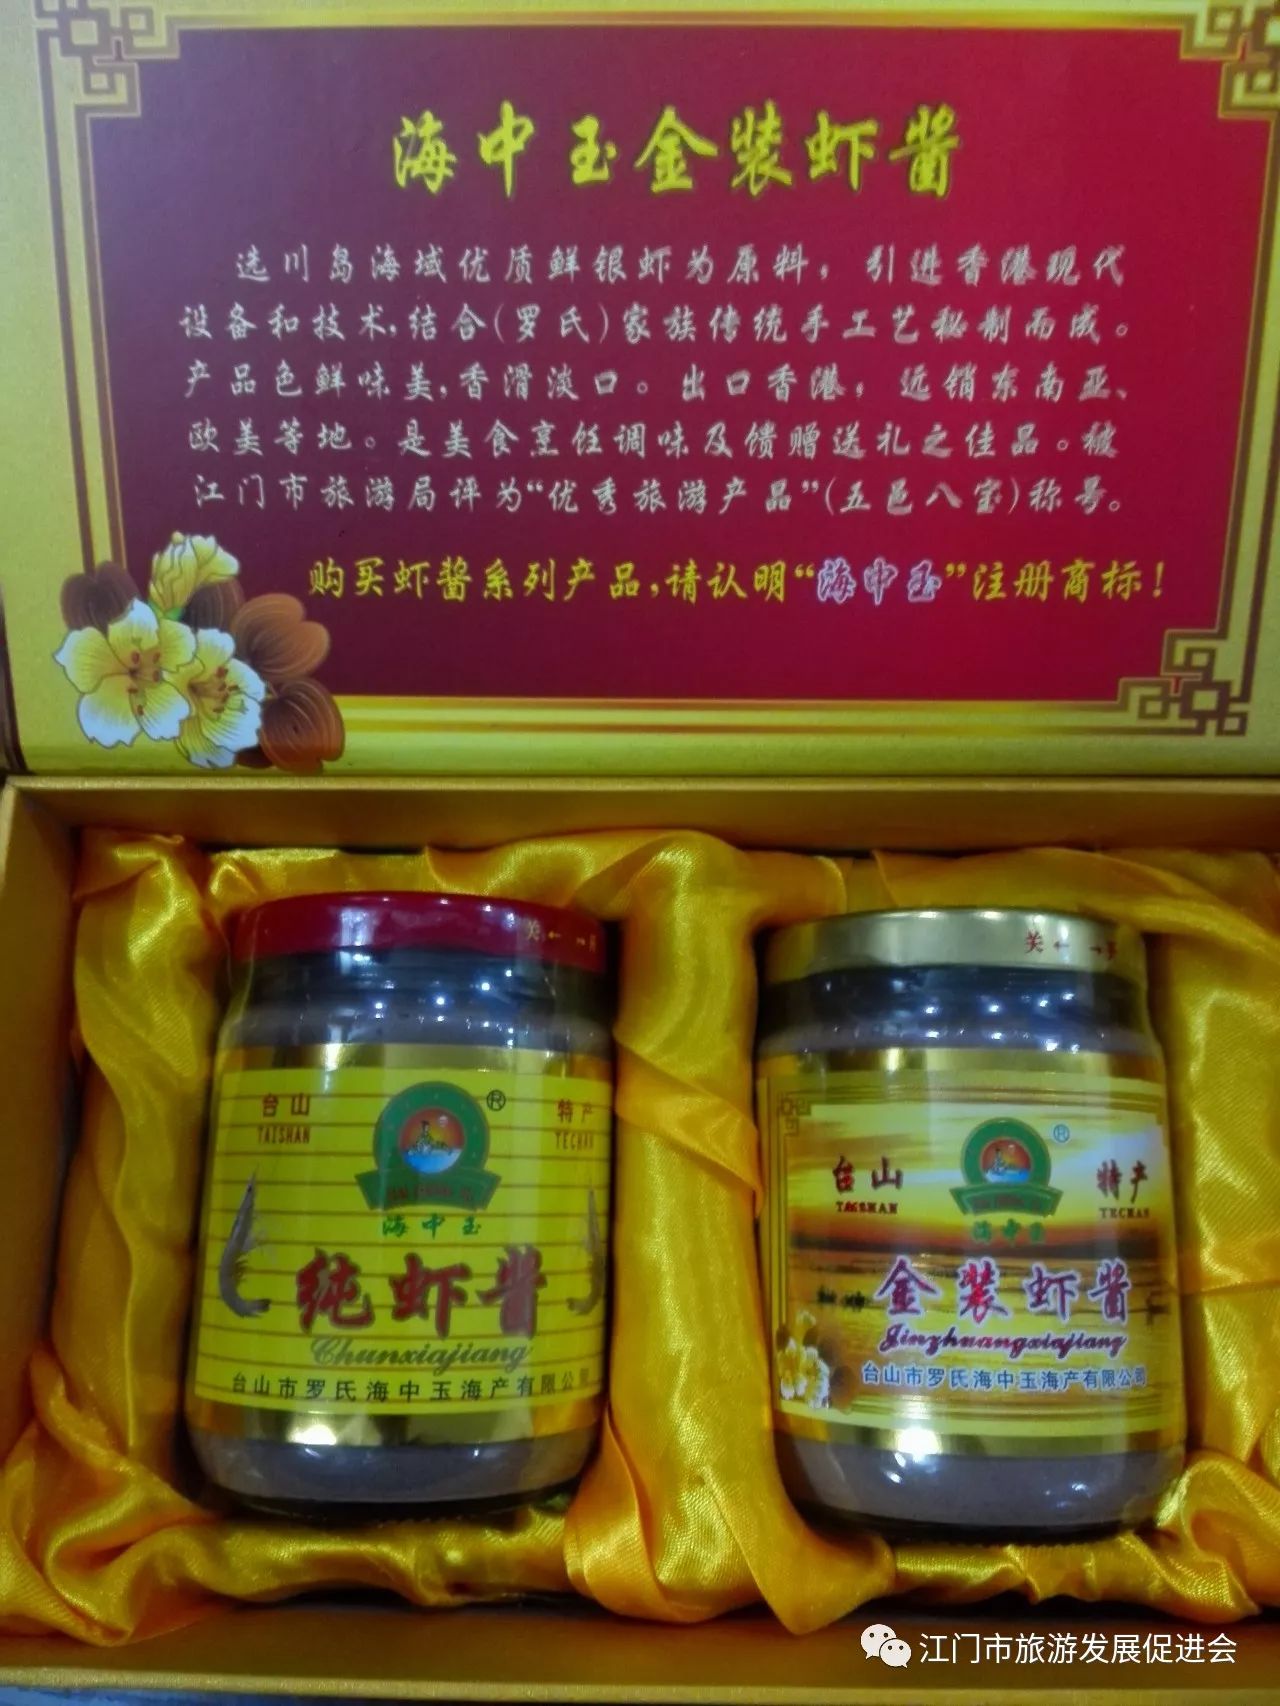 海中玉金装虾酱
选川岛海域优质鲜银虾为原料，引进香港现代
设备和技术，结合（罗氏）家族传统手工艺秘制而成。
产品色鲜味美，香滑淡口。出口香港，远销东南亚、
欧美等地。是美食烹饪调味及馈赠送礼之佳品。被
江门市旅游局评为“优秀旅游产品”（五邑八宝）称号。
购买虾酱系列产品，请认明“海中玉”注册商标！
关← →开
台山
TAISHAN
®
特产
TECHAN
海中玉
纯虾酱
Chunxiajiang
台山市罗氏海中玉海产有限公司
关← →开
台山
TAISHAN
®
特产
TECHAN
海中玉
金装虾酱
Jinzhuangxiajiang
台山市罗氏海中玉海产有限公司
江门市旅游发展促进会